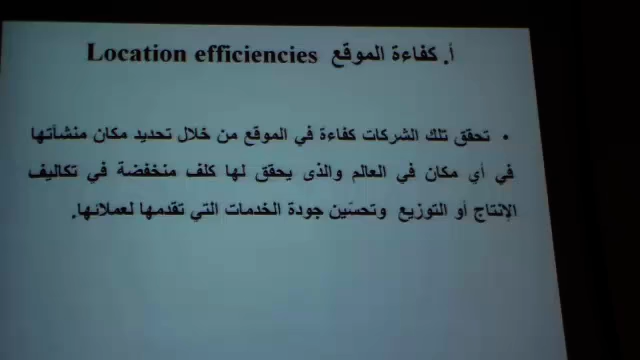 أ. كفاءة الموقع Location efficiencies
• تحقق تلك الشركات كفاءة في الموقع من خلال تحديد مكان منشآتها
في أي مكان في العالم والذى يحقق لها كلف منخفضة في تكاليف
الإنتاج أو التوزيع وتحسين جودة الخدمات التي تقدمها لعملائها.